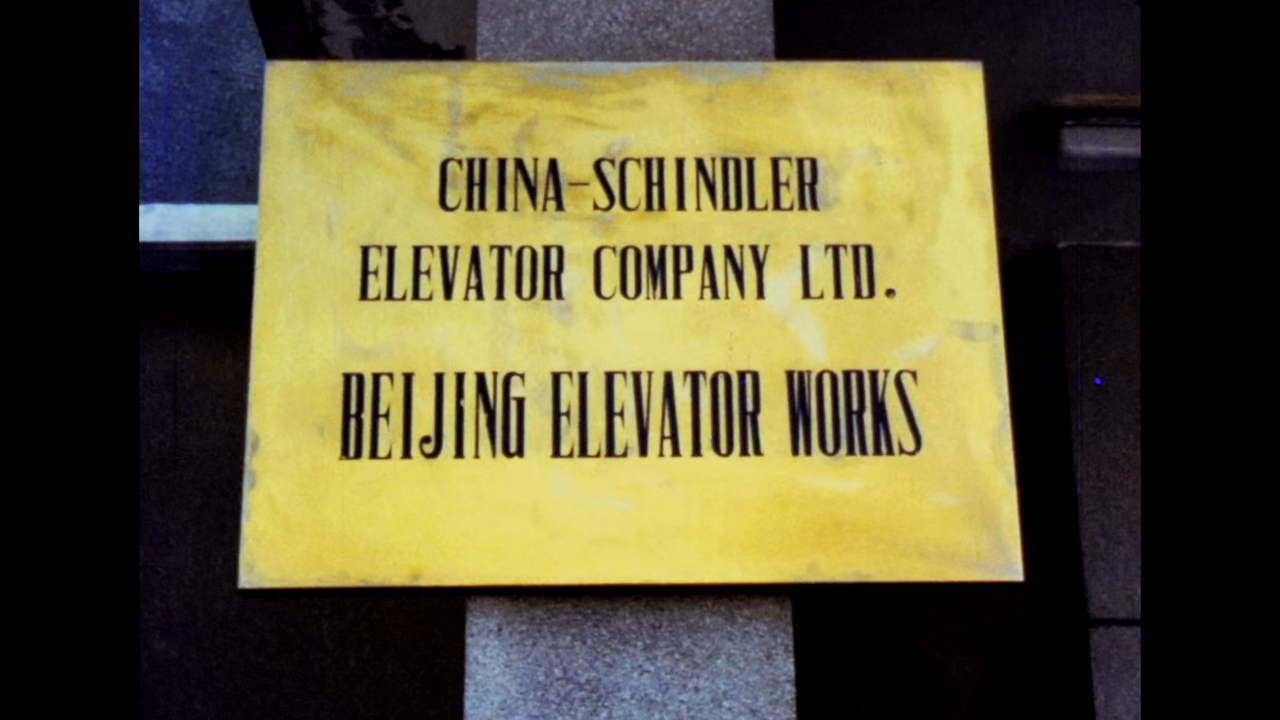 CHINA-SCHINDLER
ELEVATOR COMPANY LTD.
BEIJING ELEVATOR WORKS